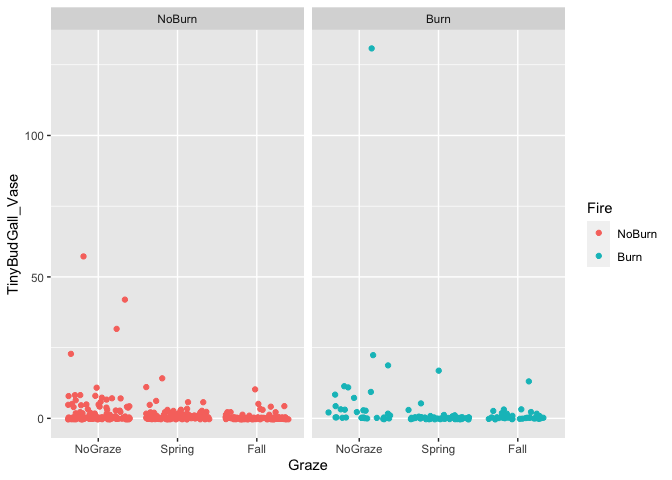 NoBurn Burn
100
50
0
TinyBudGall_Vase
NoGraze Spring Fall NoGraze Spring Fall
Graze
Fire
NoBurn
Burn